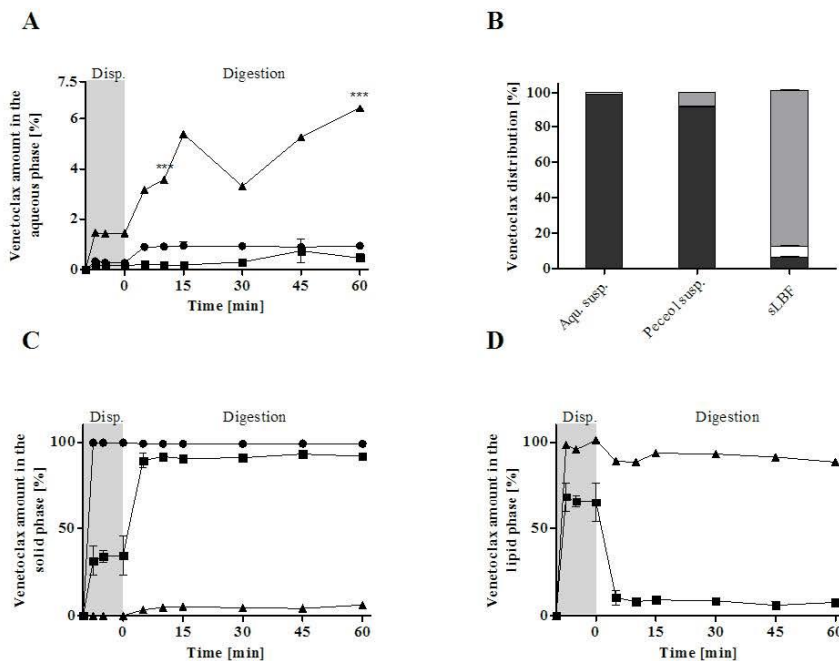 A
Disp. Digestion
Venetoclax amount in the
aqueous phase [%]
7.5
6
4
2
0
***
***
0 15 30 45 60
Time [min]
B
Venetoclax distribution [%]
100
80
60
40
20
0
Aqu. susp.
Peceol susp.
sLBF
C
Disp. Digestion
Venetoclax amount in the
solid phase [%]
100
50
0
0 15 30 45 60
Time [min]
D
Disp. Digestion
Venetoclax amount in the
lipid phase [%]
100
50
0
0 15 30 45 60
Time [min]